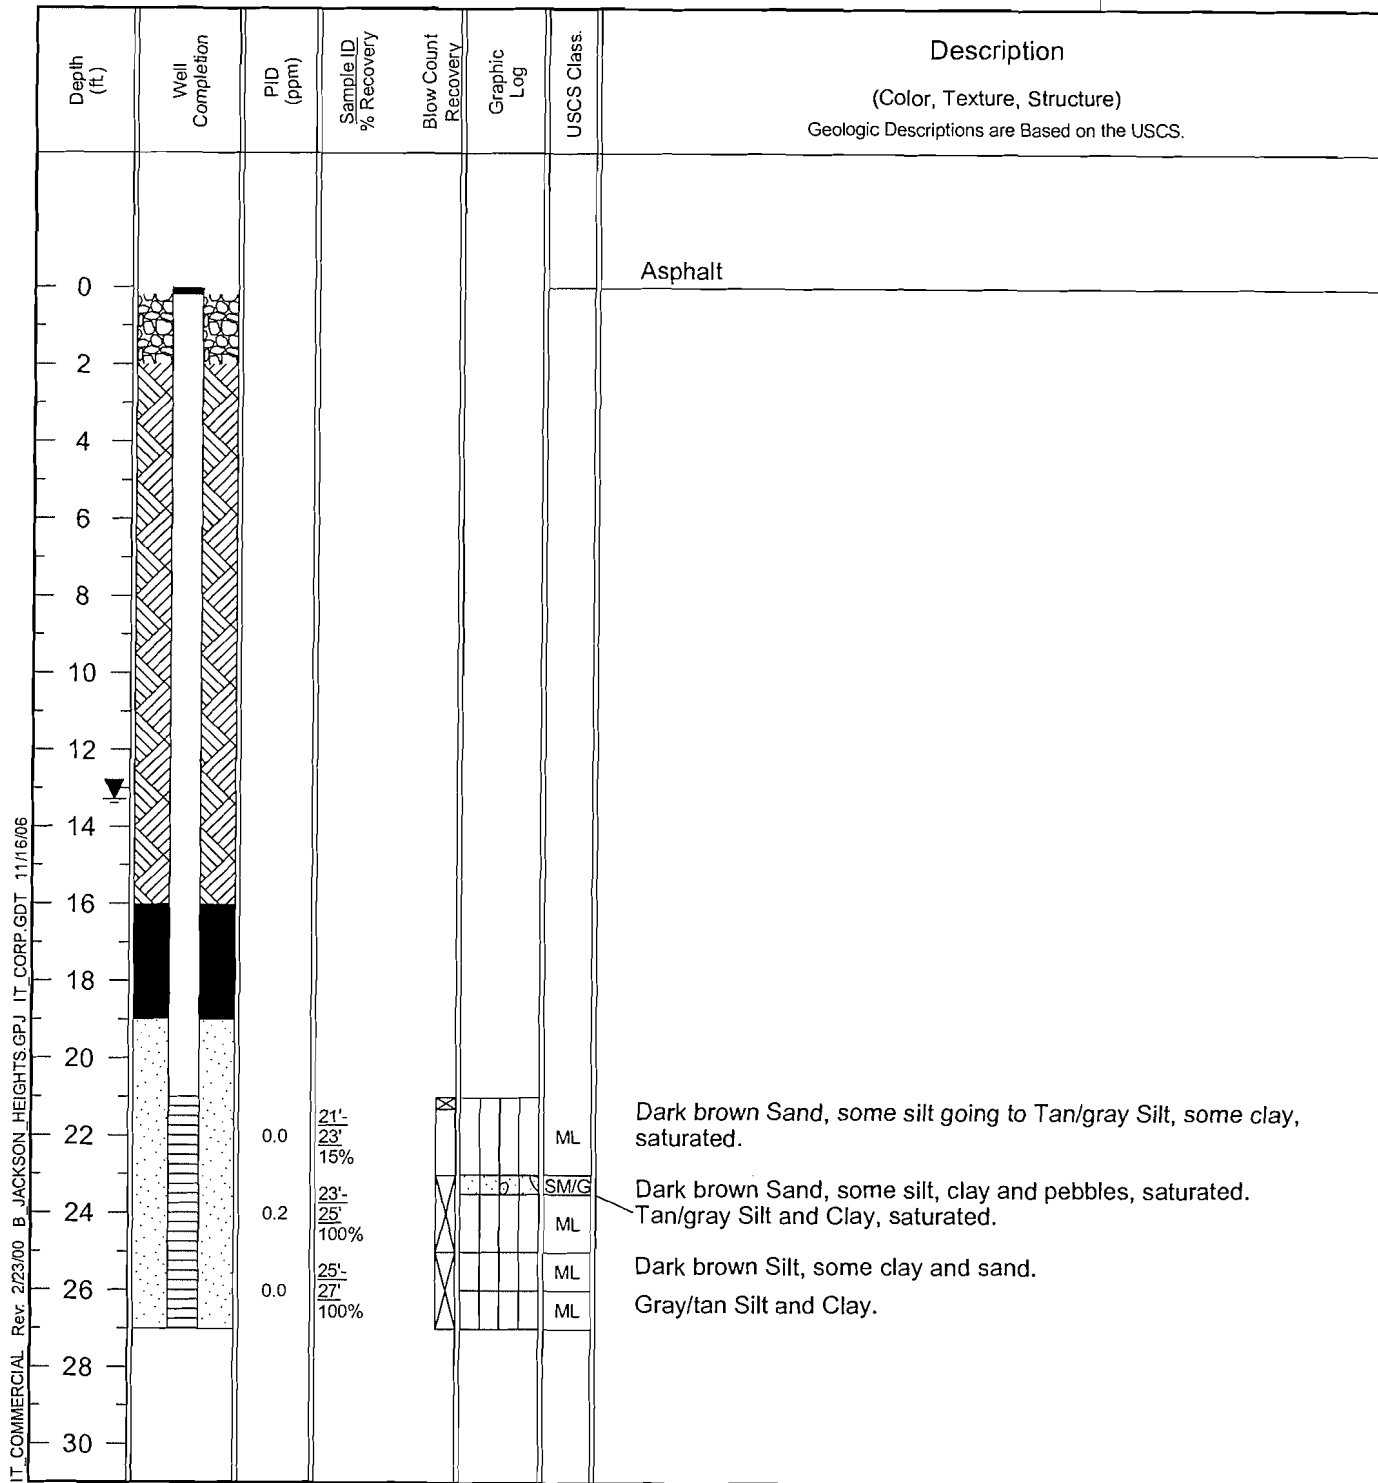 Depth
(ft.)
Well
Completion
PID
(ppm)
Sample ID
% Recovery
Blow Count
Recovery
Graphic
Log
USCS Class.
Description
(Color, Texture, Structure)
Geologic Descriptions are Based on the USCS.
Asphalt
0
2
4
6
8
10
12
14
16
18
20
22
24
26
28
30
0.0
21'-
23'
15%
ML
Dark brown Sand, some silt going to Tan/gray Silt, some clay,
saturated.
SM/G
Dark brown Sand, some silt, clay and pebbles, saturated.
0.2
23'-
25'
100%
ML
Tan/gray Silt and Clay, saturated.
0.0
25'-
27'
100%
ML
Dark brown Silt, some clay and sand.
ML
Gray/tan Silt and Clay.
IT_COMMERCIAL Rev. 2/23/00 B_JACKSON_HEIGHTS.GPJ IT_CORP.GDT 11/16/06